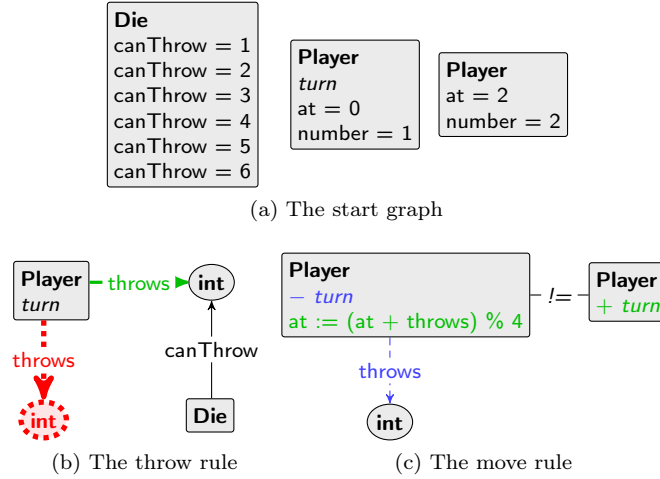 Die
canThrow = 1
canThrow = 2
canThrow = 3
canThrow = 4
canThrow = 5
canThrow = 6
Player
turn
at = 0
number = 1
Player
at = 2
number = 2
(a) The start graph
Player
turn
throws
int
throws
canThrow
int
Die
(b) The throw rule
Player
− turn
at := (at + throws) % 4
!=
Player
+ turn
throws
int
(c) The move rule